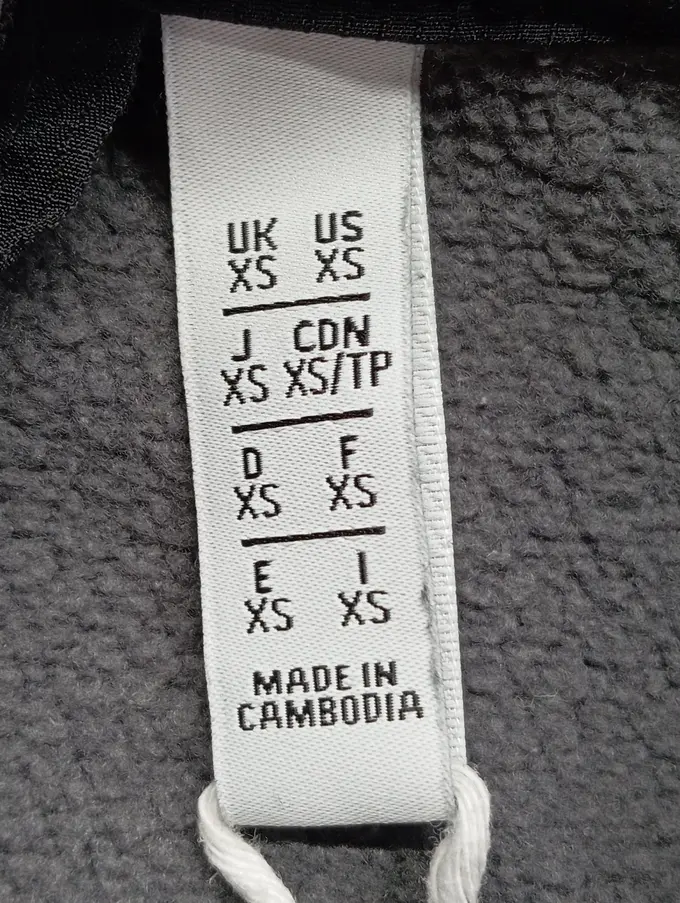 UK US
XS XS
J CDN
XS XS/TP
D F
XS XS
E I
XS XS
MADE IN
CAMBODIA